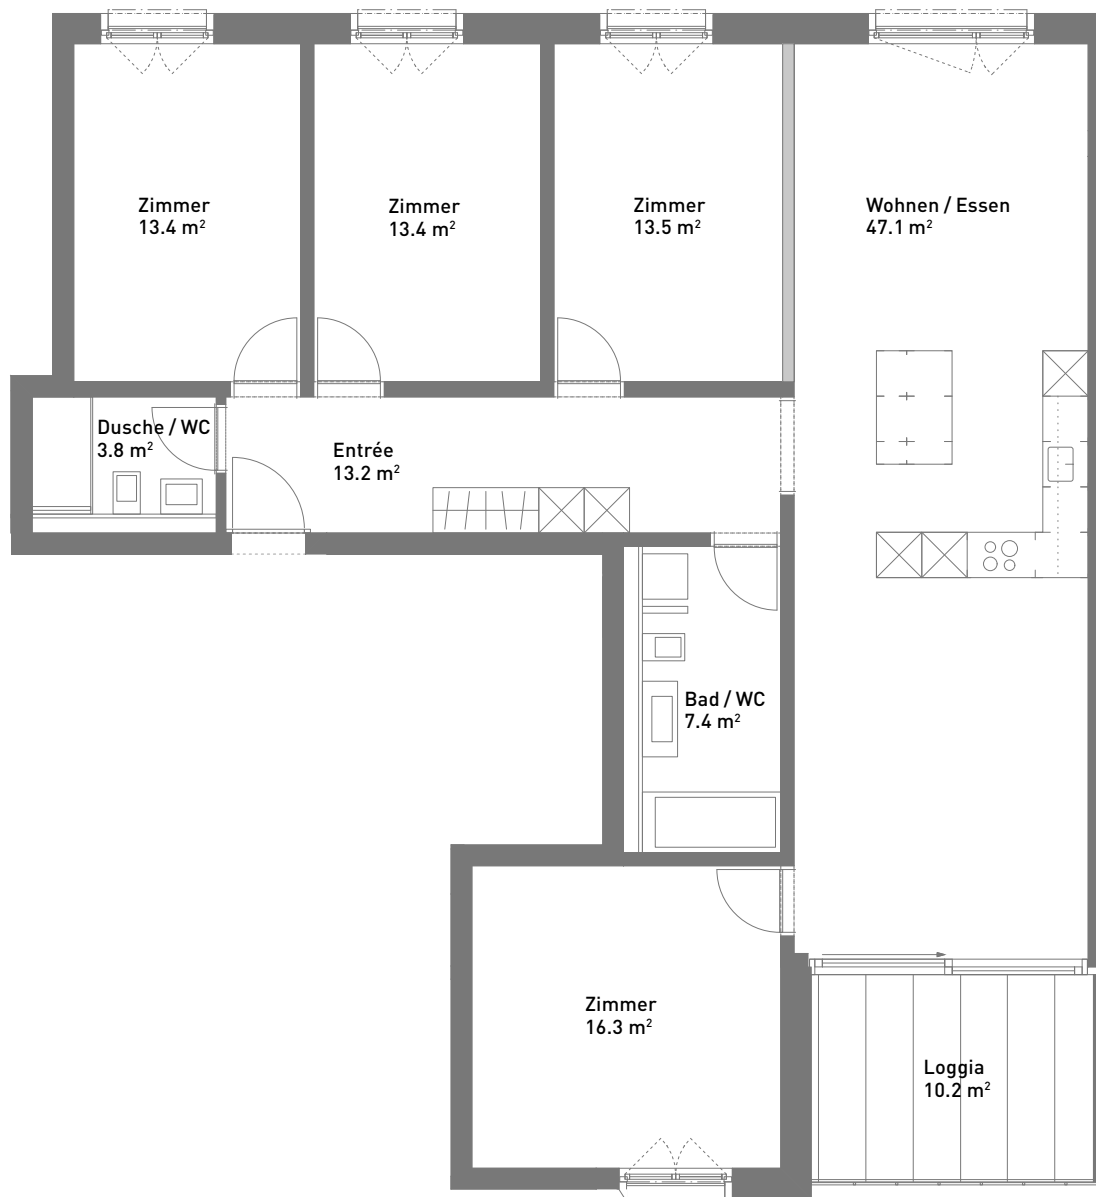 Zimmer
13.4 m²
Zimmer
13.4 m²
Zimmer
13.5 m²
Wohnen / Essen
47.1 m²
Dusche / WC
3.8 m²
Entrée
13.2 m²
Bad / WC
7.4 m²
Zimmer
16.3 m²
Loggia
10.2 m²